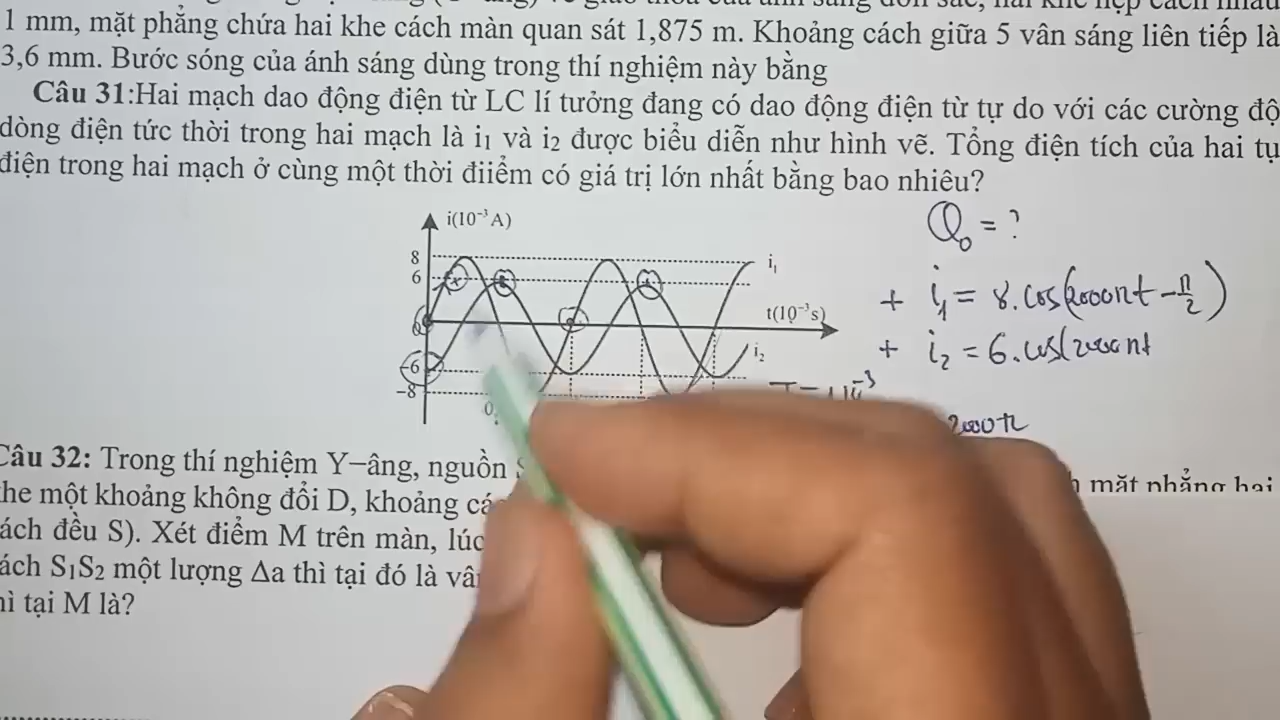 1 mm, mặt phẳng chứa hai khe cách màn quan sát 1,875 m. Khoảng cách giữa 5 vân sáng liên tiếp là
3,6 mm. Bước sóng của ánh sáng dùng trong thí nghiệm này bằng
Câu 31:Hai mạch dao động điện từ LC lí tưởng đang có dao động điện từ tự do với các cường độ
dòng điện tức thời trong hai mạch là i₁ và i₂ được biểu diễn như hình vẽ. Tổng điện tích của hai tụ
điện trong hai mạch ở cùng một thời điiểm có giá trị lớn nhất bằng bao nhiêu?
i(10⁻³A)
8
6
0
−6
−8
i₁
t(10⁻³s)
i₂
0,
Q₀ = ?
+ i₁ = 8.cos(2000πt - π/2)
+ i₂ = 6.cos(2000πt
2000π
Câu 32: Trong thí nghiệm Y−âng, nguồn S
khe một khoảng không đổi D, khoảng mặt phẳng hai
cách đều S). Xét điểm M trên màn, lúc
S₁S₂ một lượng Δa thì tại đó là
tại M là?